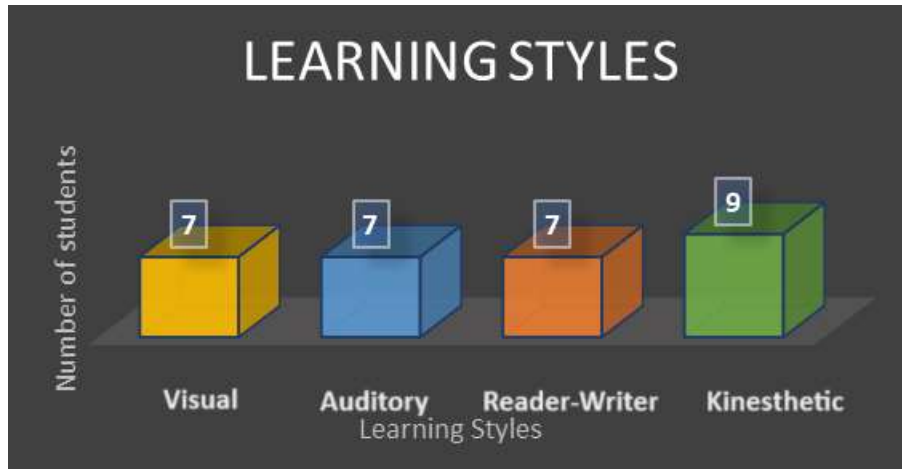 LEARNING STYLES
Number of students
7 7 7 9
Visual Auditory Reader-Writer Kinesthetic
Learning Styles